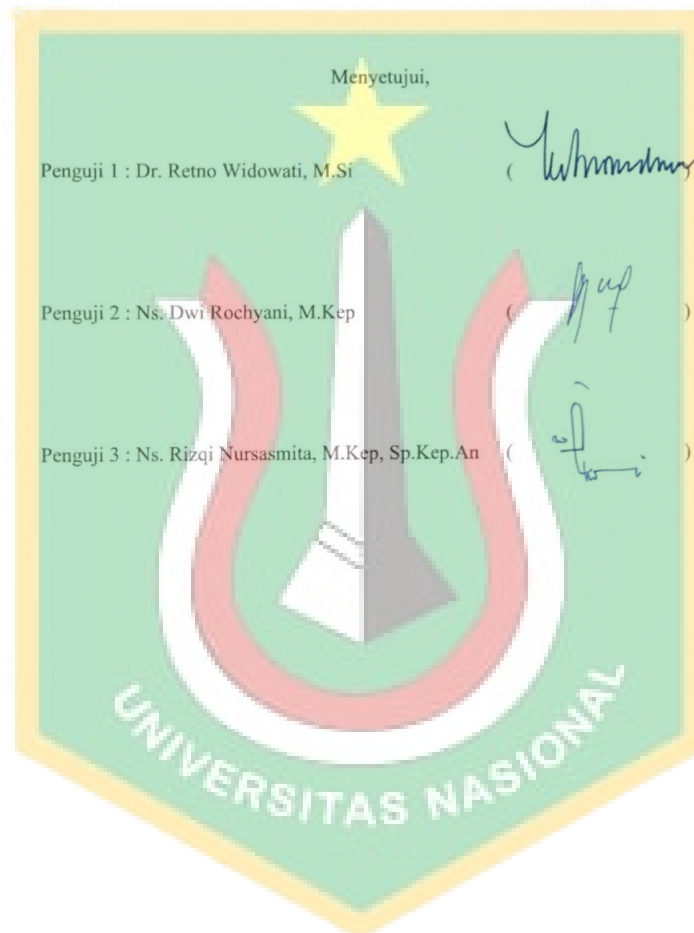 Menyetujui,
Penguji 1 : Dr. Retno Widowati, M.Si ( )
Penguji 2 : Ns. Dwi Rochyani, M.Kep ( )
Penguji 3 : Ns. Rizqi Nursasmita, M.Kep, Sp.Kep.An ( )
UNIVERSITAS NASIONAL